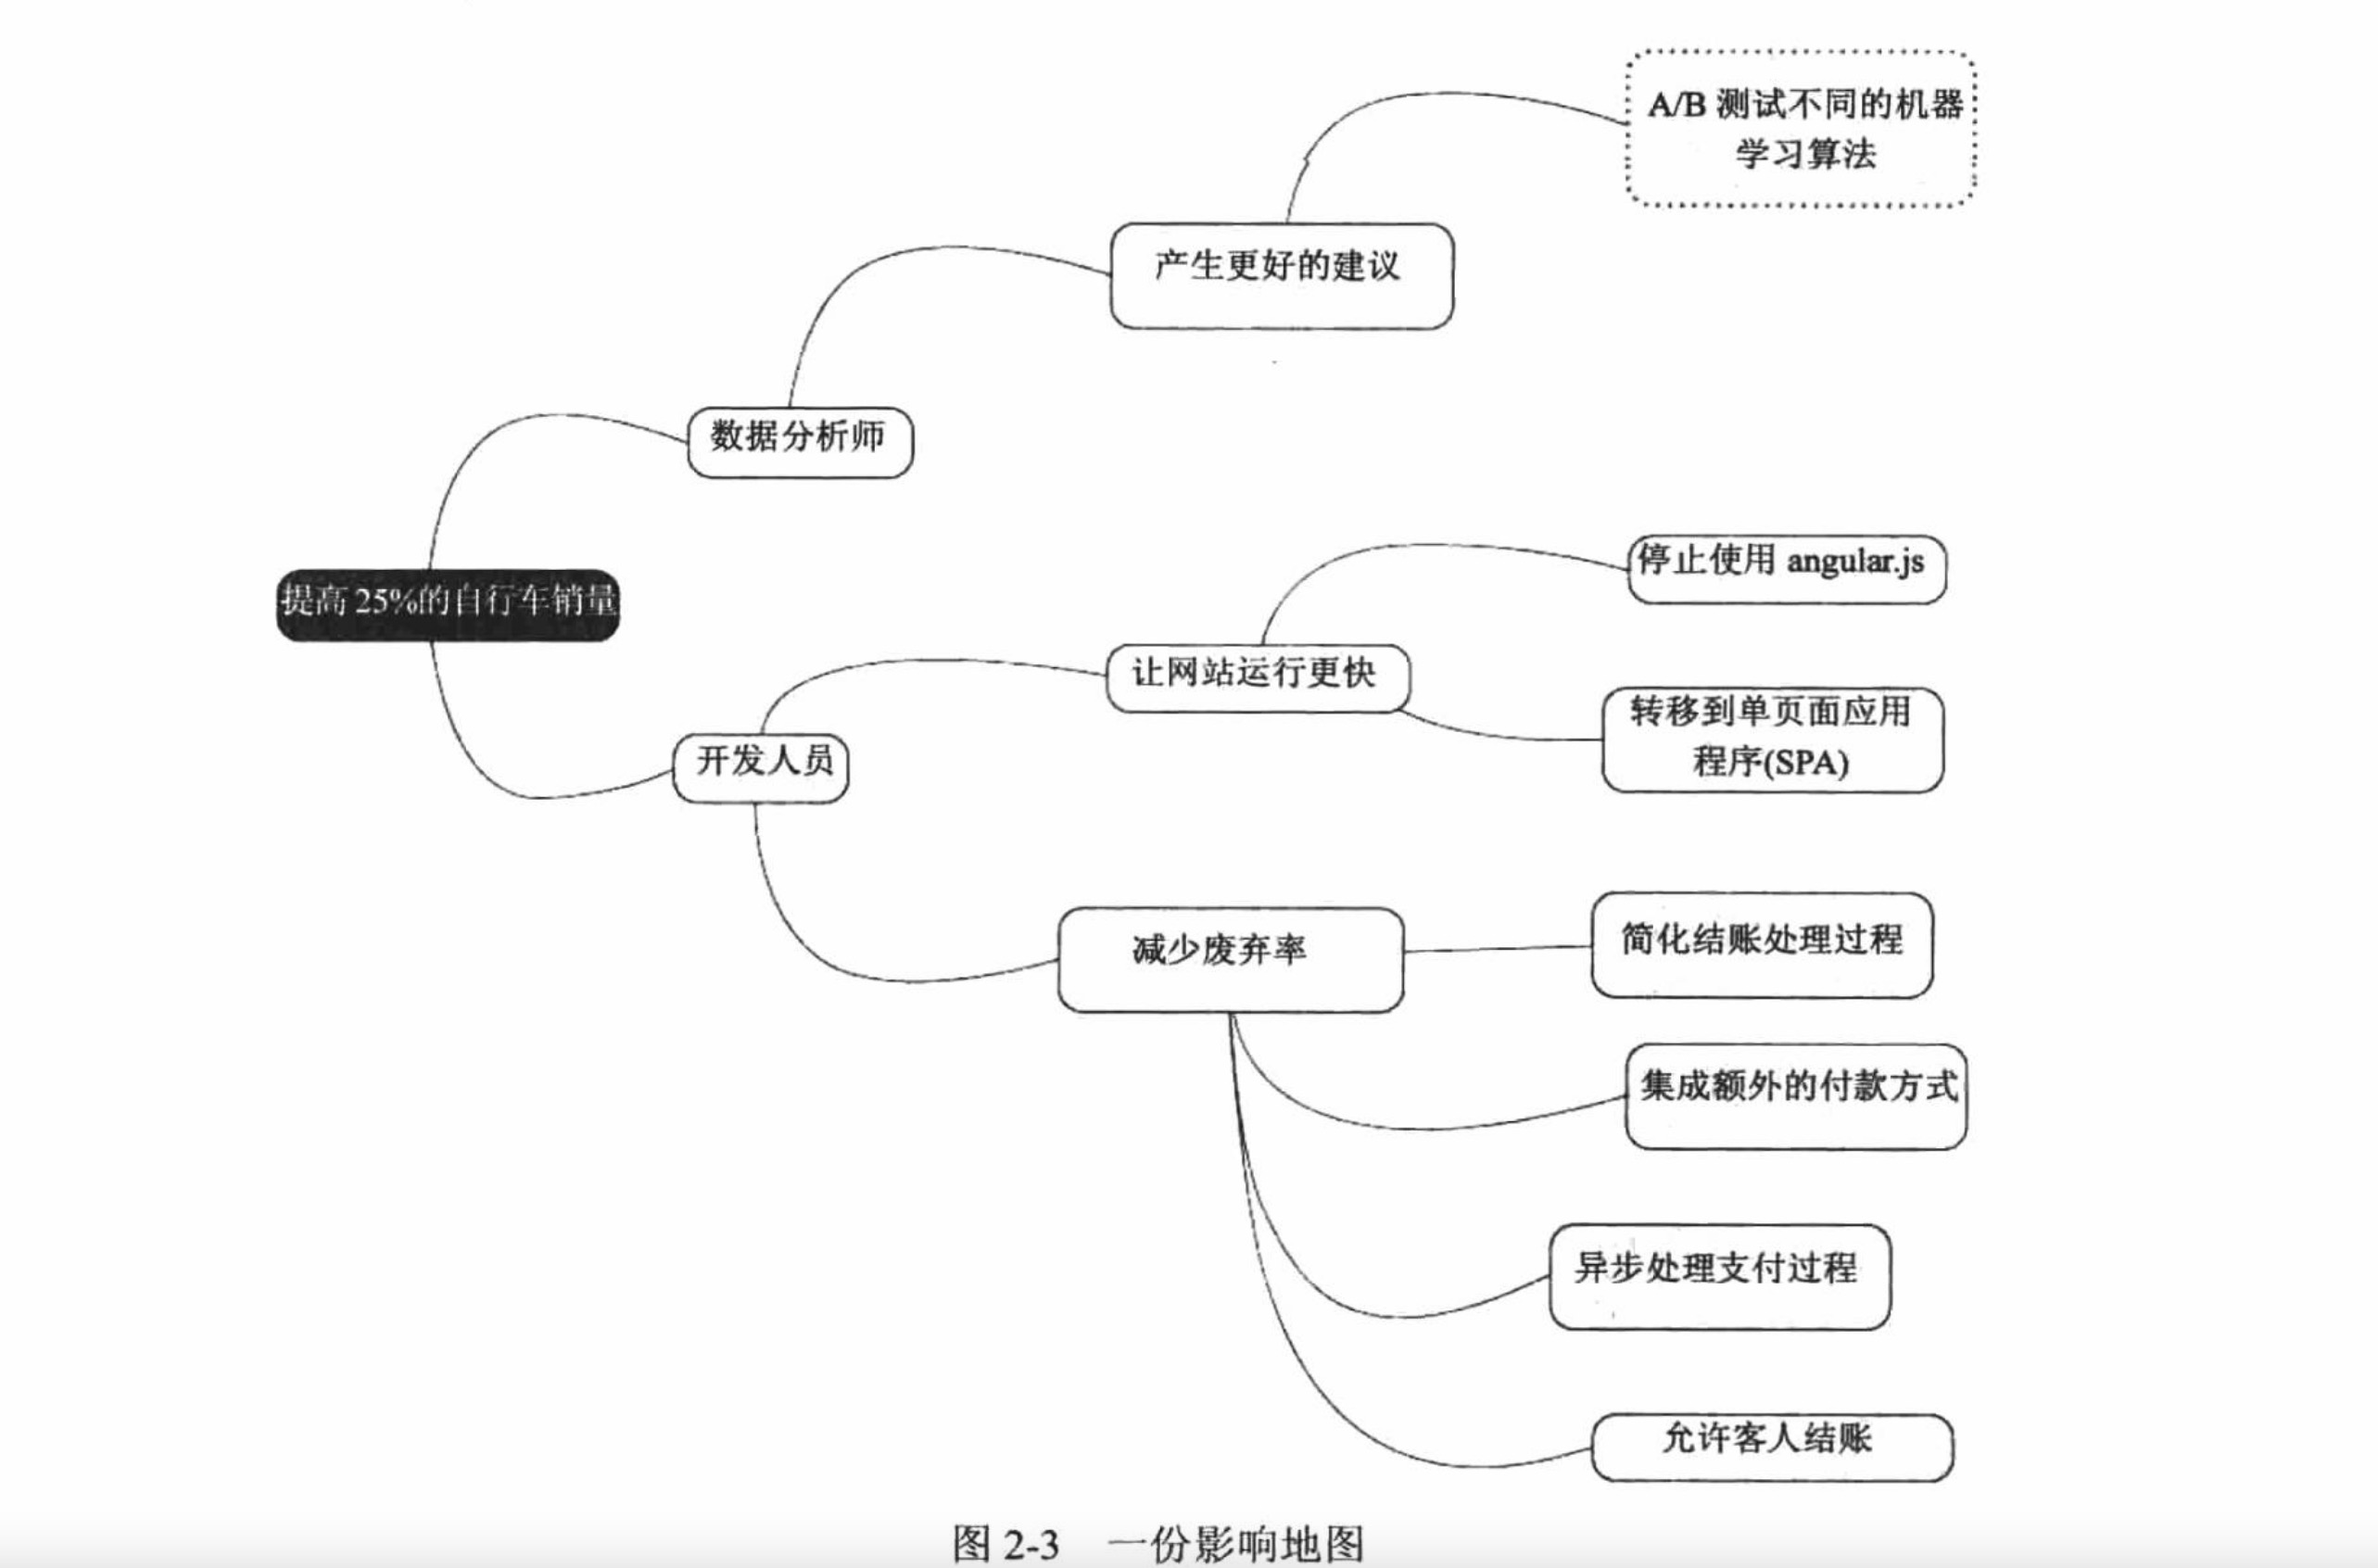 A/B 测试不同的机器
学习算法
产生更好的建议
数据分析师
停止使用 angular.js
提高 25%的自行车销量
让网站运行更快
转移到单页面应用
程序(SPA)
开发人员
减少废弃率
简化结账处理过程
集成额外的付款方式
异步处理支付过程
允许客人结账
图 2-3 一份影响地图